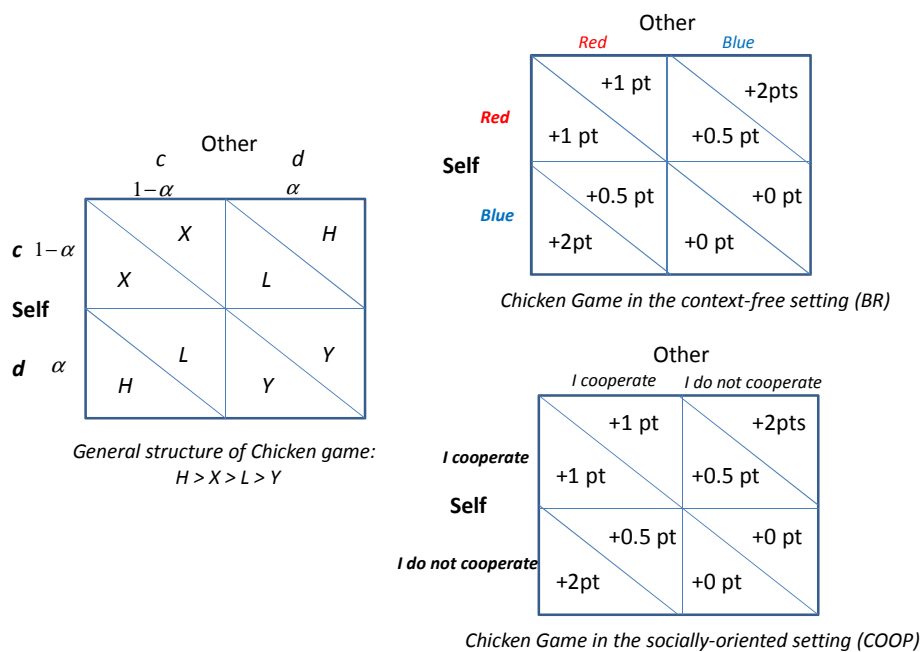 Other
c d
1−α α
c 1−α X H
X L
Self
d α L Y
H Y
General structure of Chicken game:
H > X > L > Y
Other
Red Blue
Red +1 pt +2pts
+1 pt +0.5 pt
Self
Blue +0.5 pt +0 pt
+2pt +0 pt
Chicken Game in the context-free setting (BR)
Other
I cooperate I do not cooperate
I cooperate +1 pt +2pts
+1 pt +0.5 pt
Self
I do not cooperate +0.5 pt +0 pt
+2pt +0 pt
Chicken Game in the socially-oriented setting (COOP)